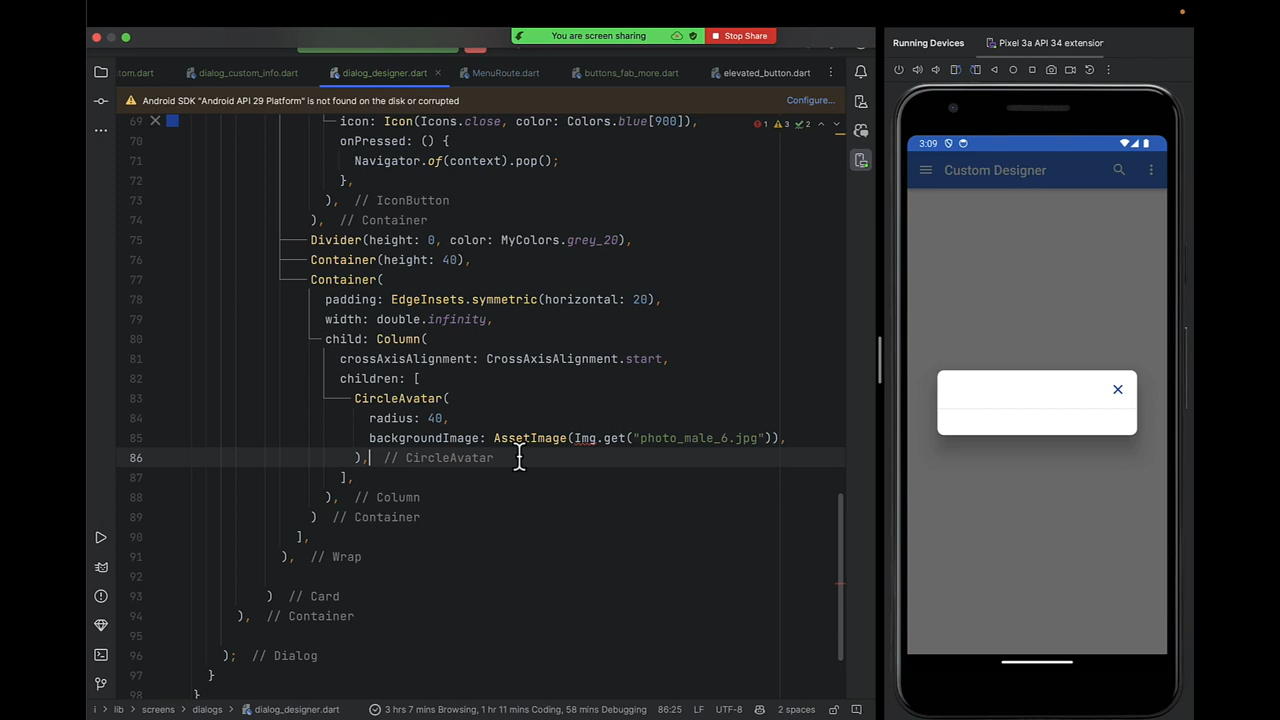 You are screen sharing
Stop Share
tom.dart
dialog_custom_info.dart
dialog_designer.dart
MenuRoute.dart
buttons_fab_more.dart
elevated_button.dart
Android SDK "Android API 29 Platform" is not found on the disk or corrupted
Configure...
69 icon: Icon(Icons.close, color: Colors.blue[900]),
1 3 2
70 onPressed: () {
71 Navigator.of(context).pop();
72 },
73 ), // IconButton
74 ), // Container
75 Divider(height: 0, color: MyColors.grey_20),
76 Container(height: 40),
77 Container(
78 padding: EdgeInsets.symmetric(horizontal: 20),
79 width: double.infinity,
80 child: Column(
81 crossAxisAlignment: CrossAxisAlignment.start,
82 children: [
83 CircleAvatar(
84 radius: 40,
85 backgroundImage: AssetImage(Img.get("photo_male_6.jpg")),
86 ), // CircleAvatar
87 ],
88 ), // Column
89 ) // Container
90 ],
91 ), // Wrap
92
93 ) // Card
94 ), // Container
95
96 ); // Dialog
97 }
98 }
i > lib > screens > dialogs > dialog_designer.dart
3 hrs 7 mins Browsing, 1 hr 11 mins Coding, 58 mins Debugging
86:25
LF
UTF-8
2 spaces
Running Devices
Pixel 3a API 34 extension
3:09
Custom Designer